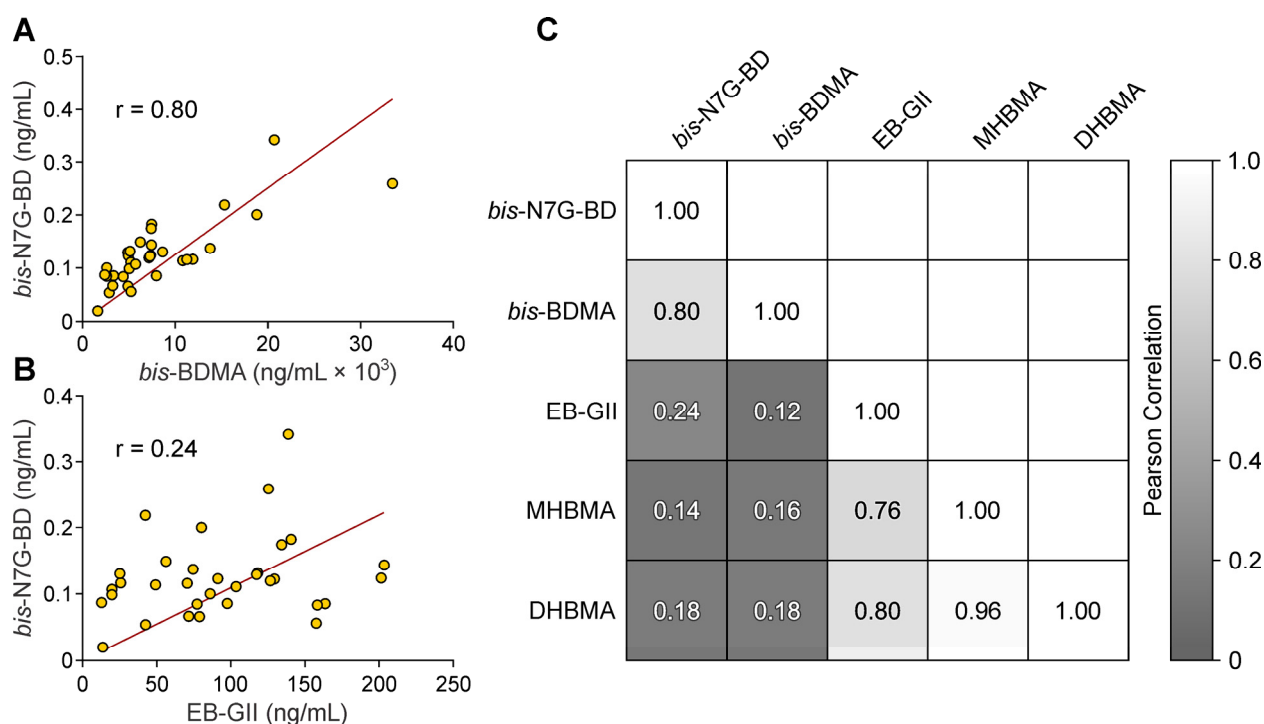 A
0.5
0.4
0.3
0.2
0.1
0
bis-N7G-BD (ng/mL)
r = 0.80
0 10 20 30 40
bis-BDMA (ng/mL × 10³)
B
0.4
0.3
0.2
0.1
0
bis-N7G-BD (ng/mL)
r = 0.24
0 50 100 150 200 250
EB-GII (ng/mL)
C
bis-N7G-BD bis-BDMA EB-GII MHBMA DHBMA
bis-N7G-BD 1.00
bis-BDMA 0.80 1.00
EB-GII 0.24 0.12 1.00
MHBMA 0.14 0.16 0.76 1.00
DHBMA 0.18 0.18 0.80 0.96 1.00
Pearson Correlation
1.0
0.8
0.6
0.4
0.2
0